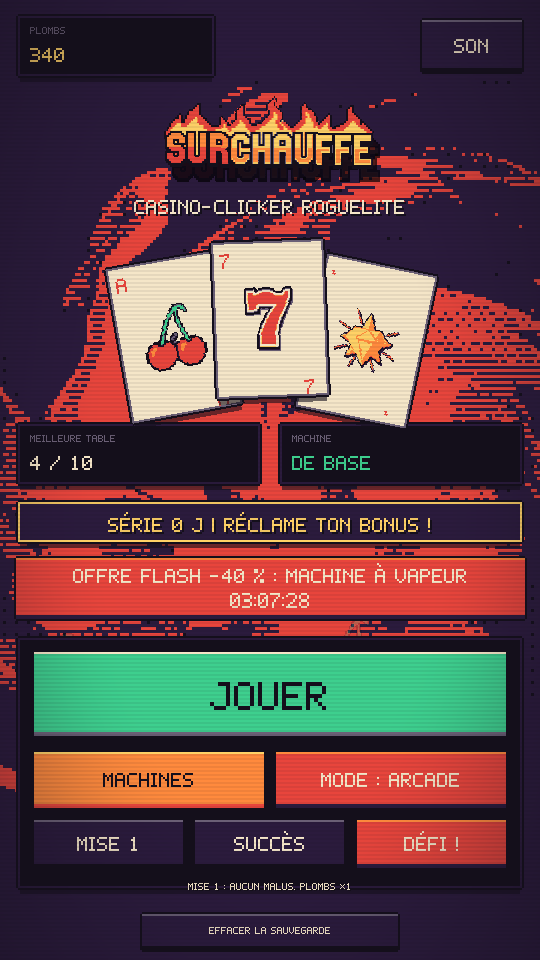 PLOMBS
340
SON
SURCHAUFFE
CASINO-CLICKER ROGUELITE
A
7
7
7
MEILLEURE TABLE
4 / 10
MACHINE
DE BASE
SÉRIE 0 J | RÉCLAME TON BONUS !
OFFRE FLASH -40 % : MACHINE À VAPEUR
03:07:28
JOUER
MACHINES
MODE : ARCADE
MISE 1
SUCCÈS
DÉFI !
MISE 1 : AUCUN MALUS. PLOMBS ×1
EFFACER LA SAUVEGARDE